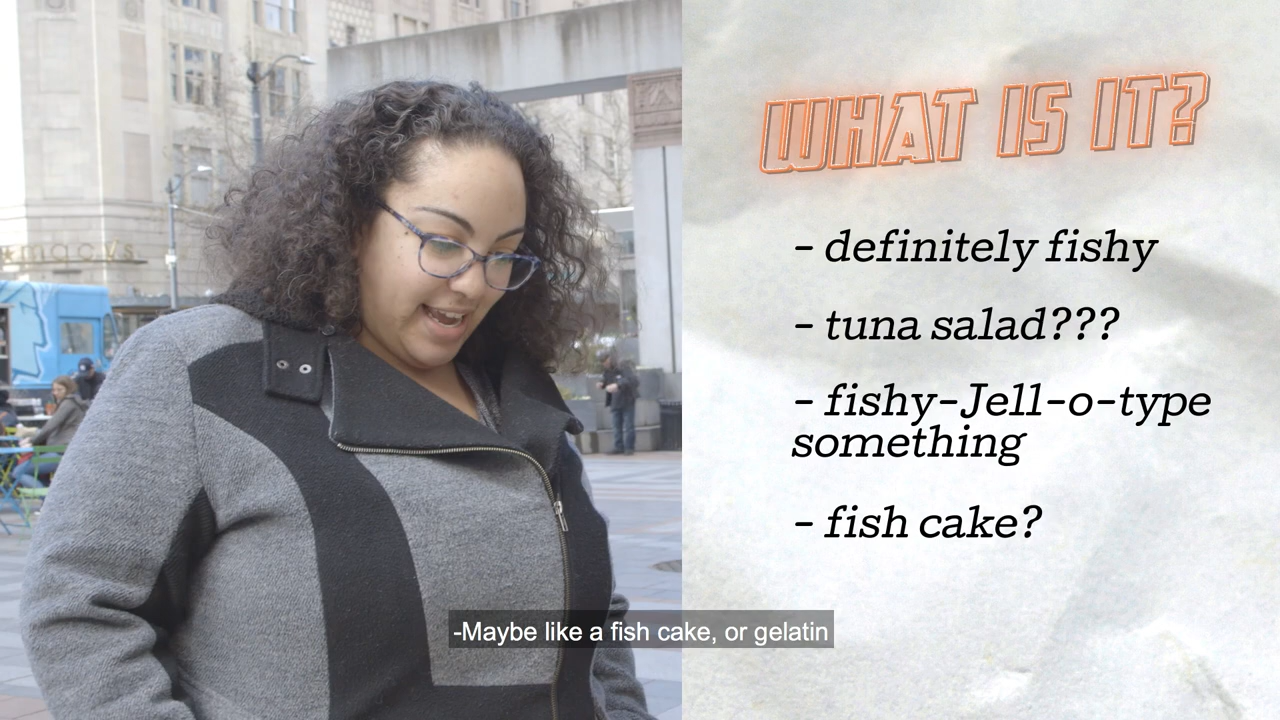 macy's
WHAT IS IT?
- definitely fishy
- tuna salad???
- fishy-Jell-o-type
something
- fish cake?
-Maybe like a fish cake, or gelatin